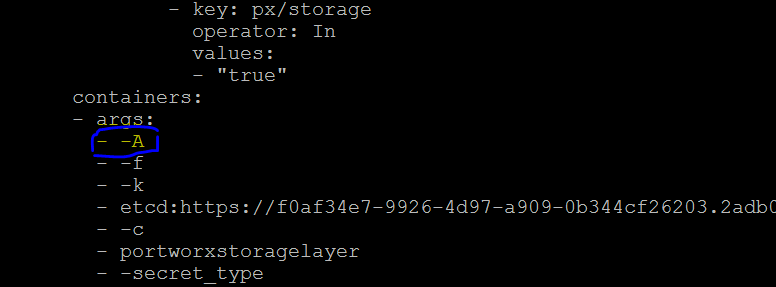 - key: px/storage
operator: In
values:
- "true"
containers:
- args:
- -A
- -f
- -k
- etcd:https://f0af34e7-9926-4d97-a909-0b344cf26203.2adb0
- -c
- portworxstoragelayer
- -secret_type